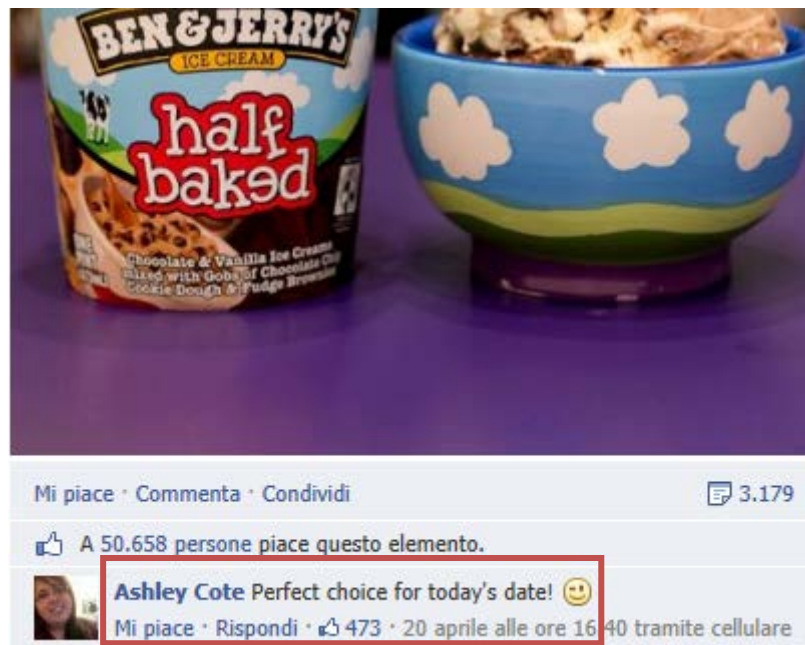 BEN & JERRY'S
ICE CREAM
half
baked
Chocolate & Vanilla Ice Creams
mixed with Gobs of Chocolate Chip
Cookie Dough & Fudge Brownies
Mi piace · Commenta · Condividi 3.179
A 50.658 persone piace questo elemento.
Ashley Cote Perfect choice for today's date!
Mi piace · Rispondi · 473 · 20 aprile alle ore 16:40 tramite cellulare